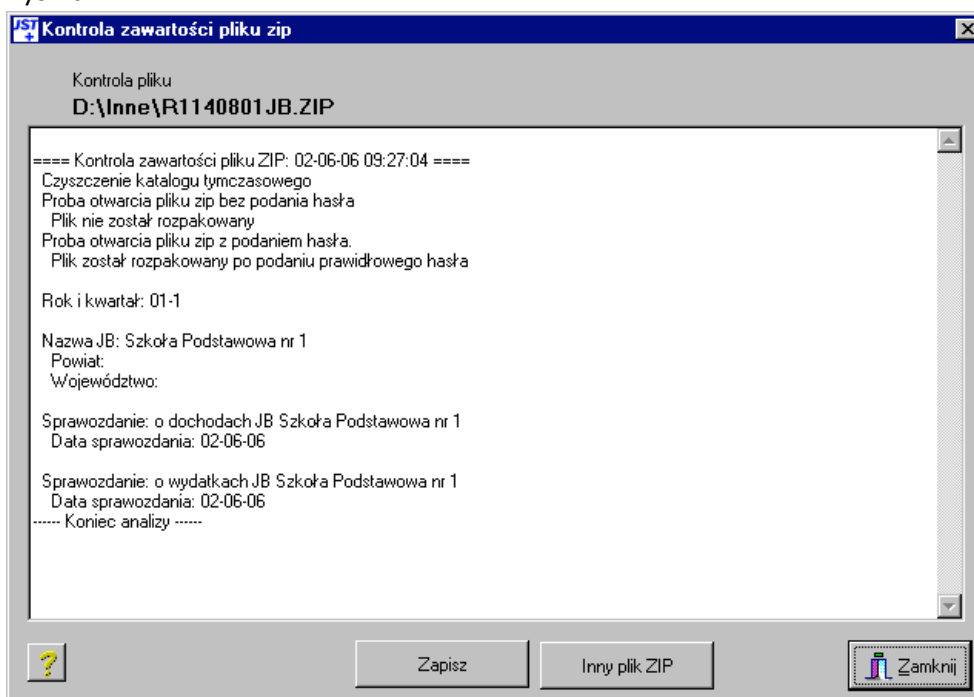 JST
+
Kontrola zawartości pliku zip
Kontrola pliku
D:\Inne\R1140801JB.ZIP
==== Kontrola zawartości pliku ZIP: 02-06-06 09:27:04 ====
Czyszczenie katalogu tymczasowego
Proba otwarcia pliku zip bez podania hasła
Plik nie został rozpakowany
Proba otwarcia pliku zip z podaniem hasła.
Plik został rozpakowany po podaniu prawidłowego hasła
Rok i kwartał: 01-1
Nazwa JB: Szkoła Podstawowa nr 1
Powiat:
Województwo:
Sprawozdanie: o dochodach JB Szkoła Podstawowa nr 1
Data sprawozdania: 02-06-06
Sprawozdanie: o wydatkach JB Szkoła Podstawowa nr 1
Data sprawozdania: 02-06-06
------ Koniec analizy ------
?
Zapisz
Inny plik ZIP
Zamknij